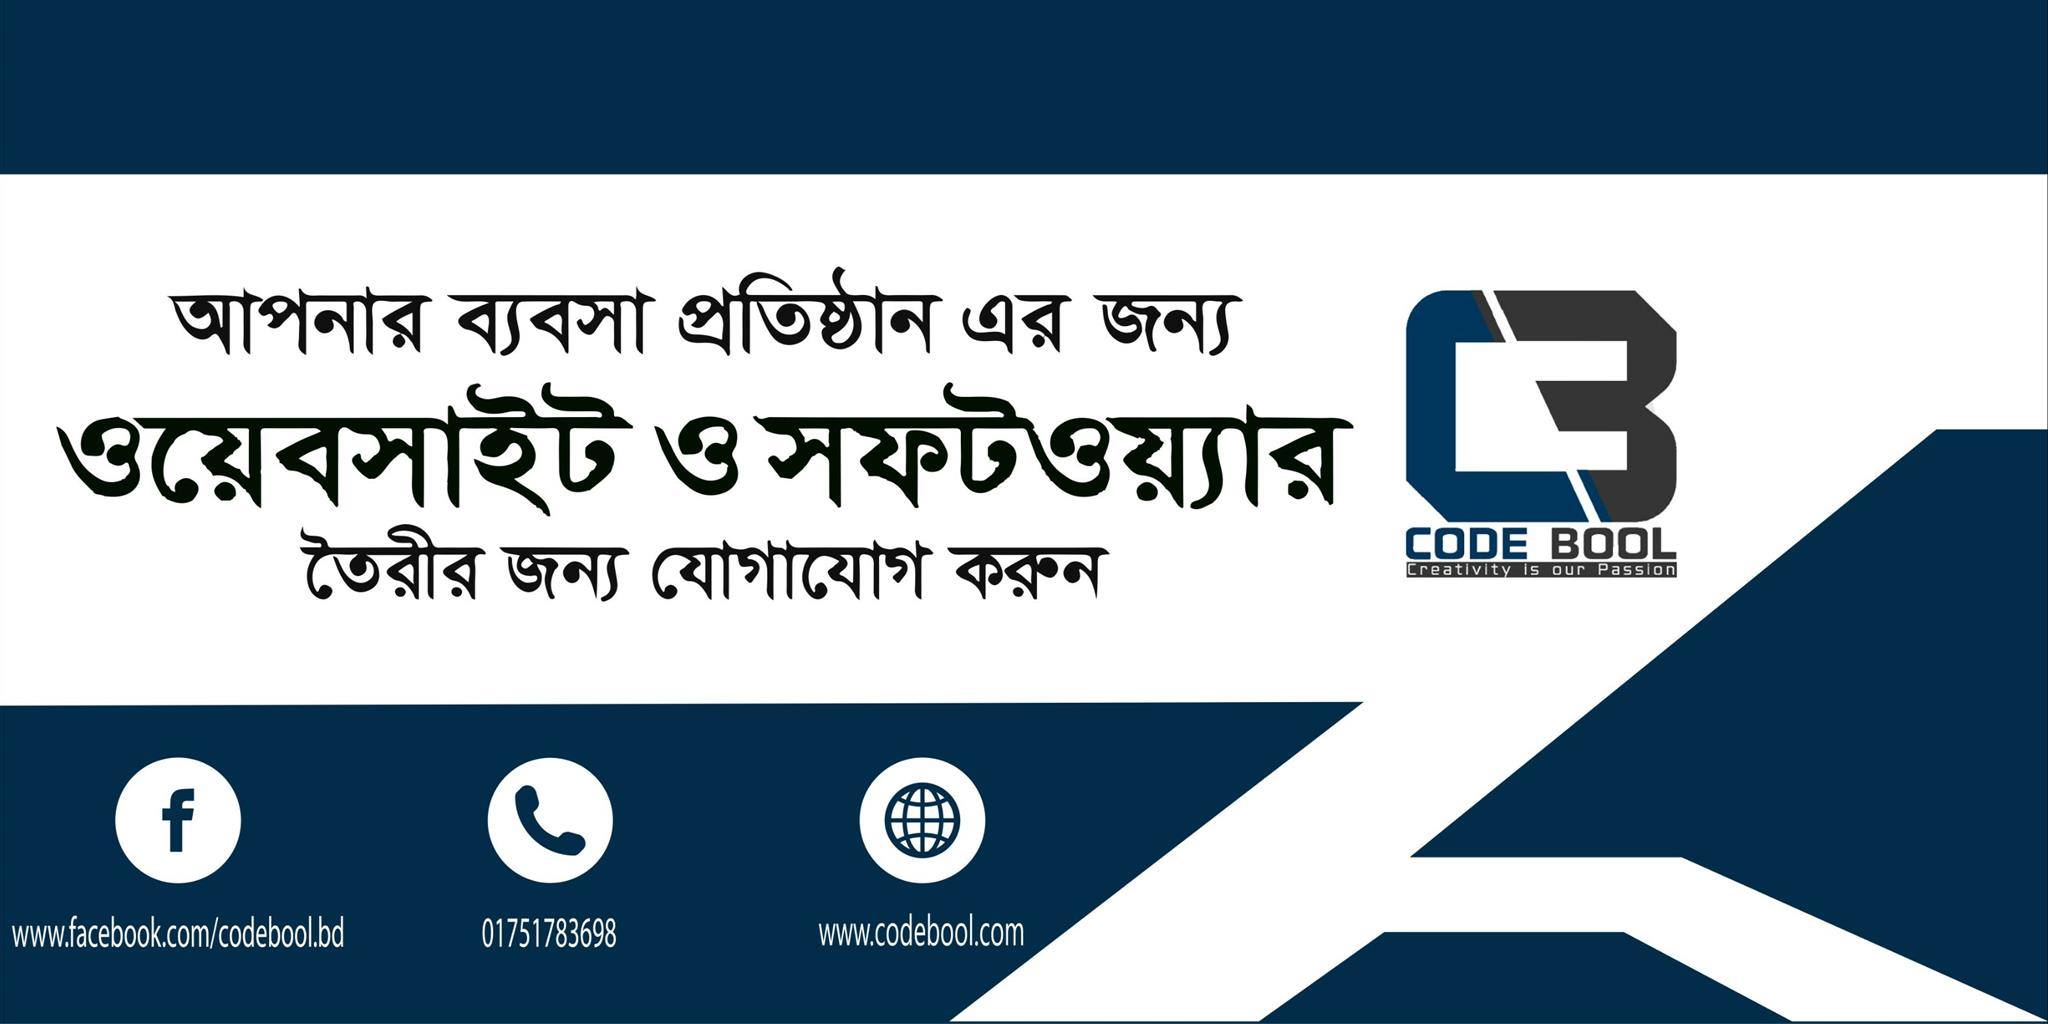 আপনার ব্যবসা প্রতিষ্ঠান এর জন্য
ওয়েবসাইট ও সফটওয়্যার
তৈরীর জন্য যোগাযোগ করুন
CODE BOOL
Creativity is our Passion
www.facebook.com/codebool.bd
01751783698
www.codebool.com